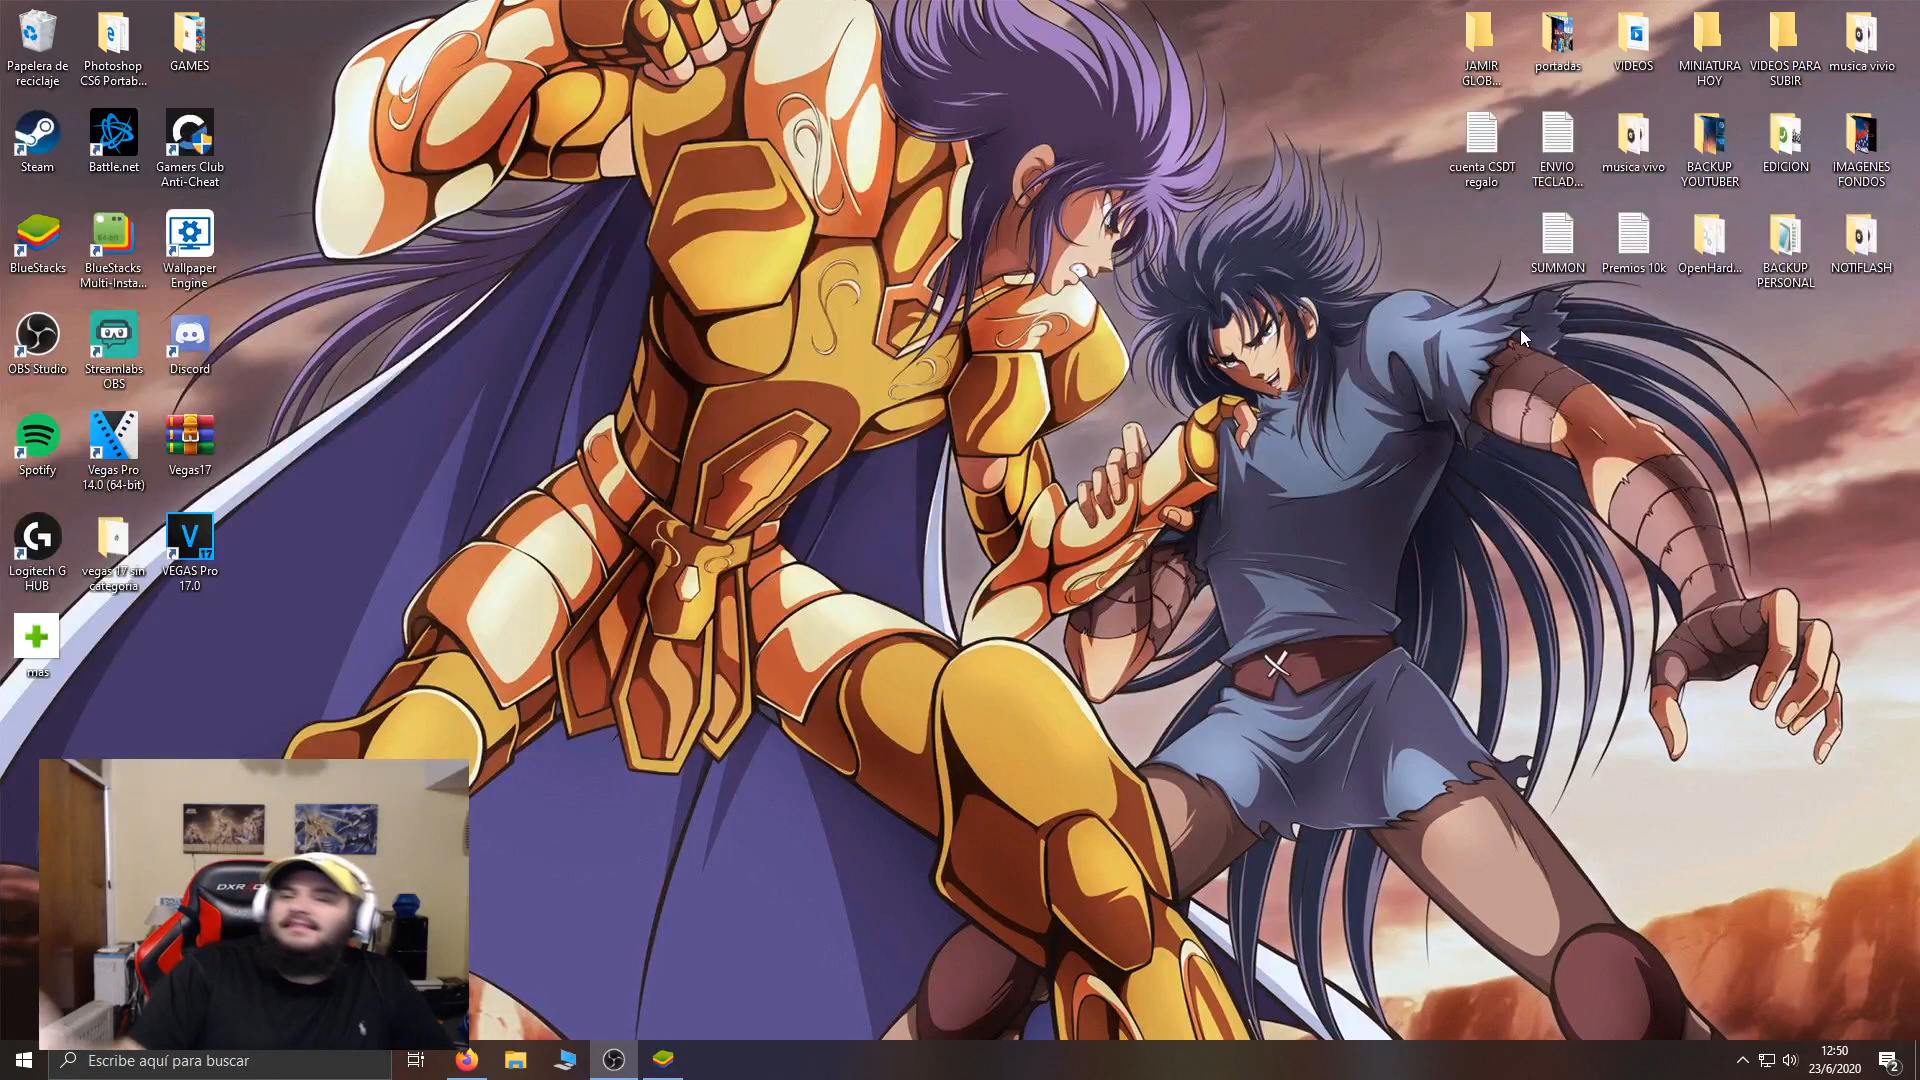 Papelera de
reciclaje
Photoshop
CS6 Portab...
GAMES
JAMIR
GLOB...
portadas
VIDEOS
MINIATURA
HOY
VIDEOS PARA
SUBIR
musica vivio
Steam
Battle.net
Gamers Club
Anti-Cheat
cuenta CSDT
regalo
ENVIO
TECLAD...
musica vivo
BACKUP
YOUTUBER
EDICION
IMAGENES
FONDOS
BlueStacks
BlueStacks
Multi-Insta...
Wallpaper
Engine
SUMMON
Premios 10k
OpenHard...
BACKUP
PERSONAL
NOTIFLASH
OBS Studio
Streamlabs
OBS
Discord
Spotify
Vegas Pro
14.0 (64-bit)
Vegas17
Logitech G
HUB
vegas 17 sin
categoria
VEGAS Pro
17.0
mas
Escribe aquí para buscar
12:50
23/6/2020
2